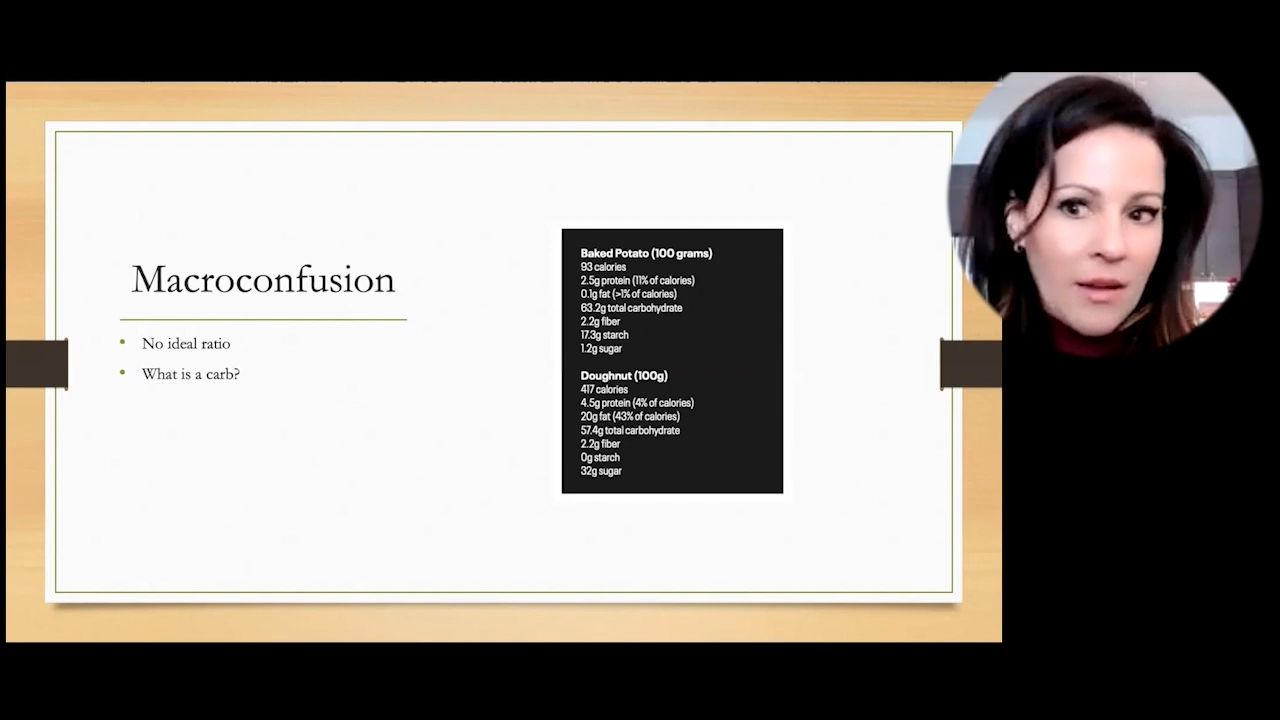 Macroconfusion
No ideal ratio
What is a carb?
Baked Potato (100 grams)
93 calories
2.5g protein (11% of calories)
0.1g fat (>1% of calories)
63.2g total carbohydrate
2.2g fiber
17.3g starch
1.2g sugar
Doughnut (100g)
417 calories
4.5g protein (4% of calories)
20g fat (43% of calories)
57.4g total carbohydrate
2.2g fiber
0g starch
32g sugar